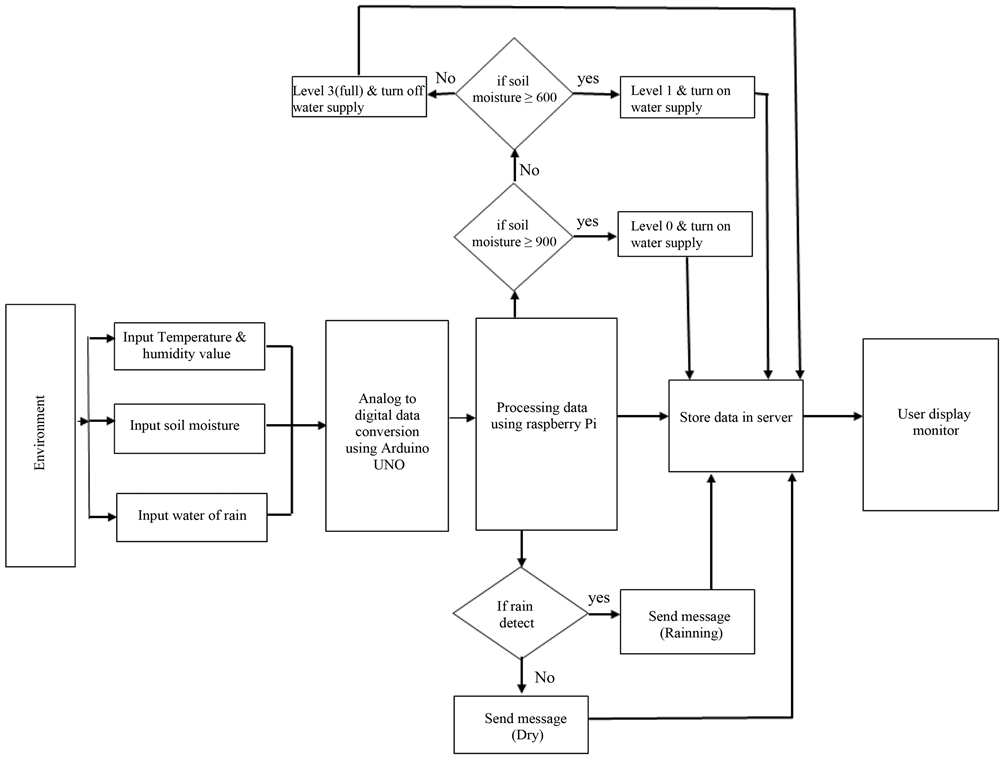 if soil
moisture ≥ 600
No
yes
Level 3(full) & turn off
water supply
Level 1 & turn on
water supply
No
if soil
moisture ≥ 900
yes
Level 0 & turn on
water supply
Environment
Input Temperature &
humidity value
Input soil moisture
Input water of rain
Analog to
digital data
conversion
using Arduino
UNO
Processing data
using raspberry Pi
Store data in server
User display
monitor
If rain
detect
yes
Send message
(Rainning)
No
Send message
(Dry)